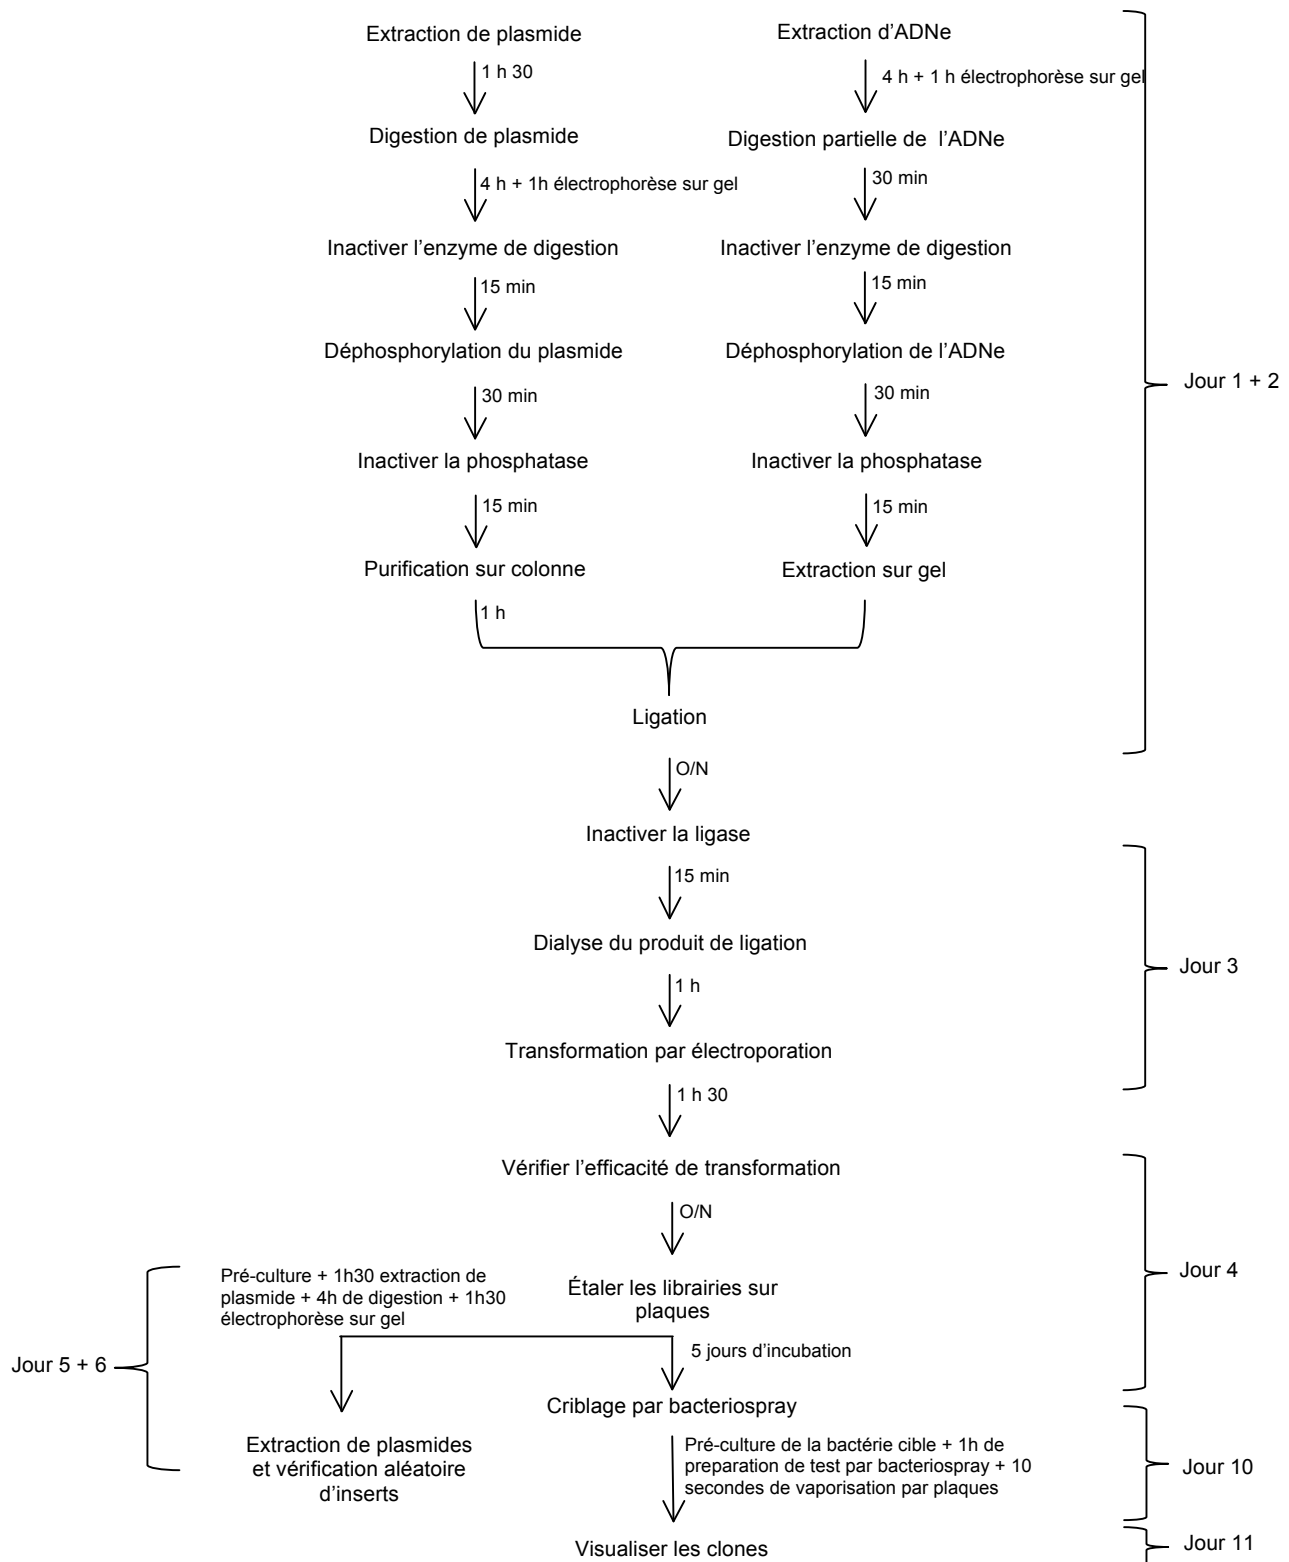 Extraction de plasmide
Extraction d’ADNe
1 h 30
4 h + 1 h électrophorèse sur gel
Digestion de plasmide
Digestion partielle de l’ADNe
4 h + 1h électrophorèse sur gel
30 min
Inactiver l’enzyme de digestion
Inactiver l’enzyme de digestion
15 min
15 min
Déphosphorylation du plasmide
Déphosphorylation de l’ADNe
Jour 1 + 2
30 min
30 min
Inactiver la phosphatase
Inactiver la phosphatase
15 min
15 min
Purification sur colonne
Extraction sur gel
1 h
Ligation
O/N
Inactiver la ligase
15 min
Dialyse du produit de ligation
Jour 3
1 h
Transformation par électroporation
1 h 30
Vérifier l’efficacité de transformation
O/N
Jour 4
Pré-culture + 1h30 extraction de
plasmide + 4h de digestion + 1h30
électrophorèse sur gel
Étaler les librairies sur
plaques
Jour 5 + 6
5 jours d’incubation
Criblage par bacteriospray
Extraction de plasmides
et vérification aléatoire
d’inserts
Pré-culture de la bactérie cible + 1h de
preparation de test par bacteriospray + 10
secondes de vaporisation par plaques
Jour 10
Visualiser les clones
Jour 11